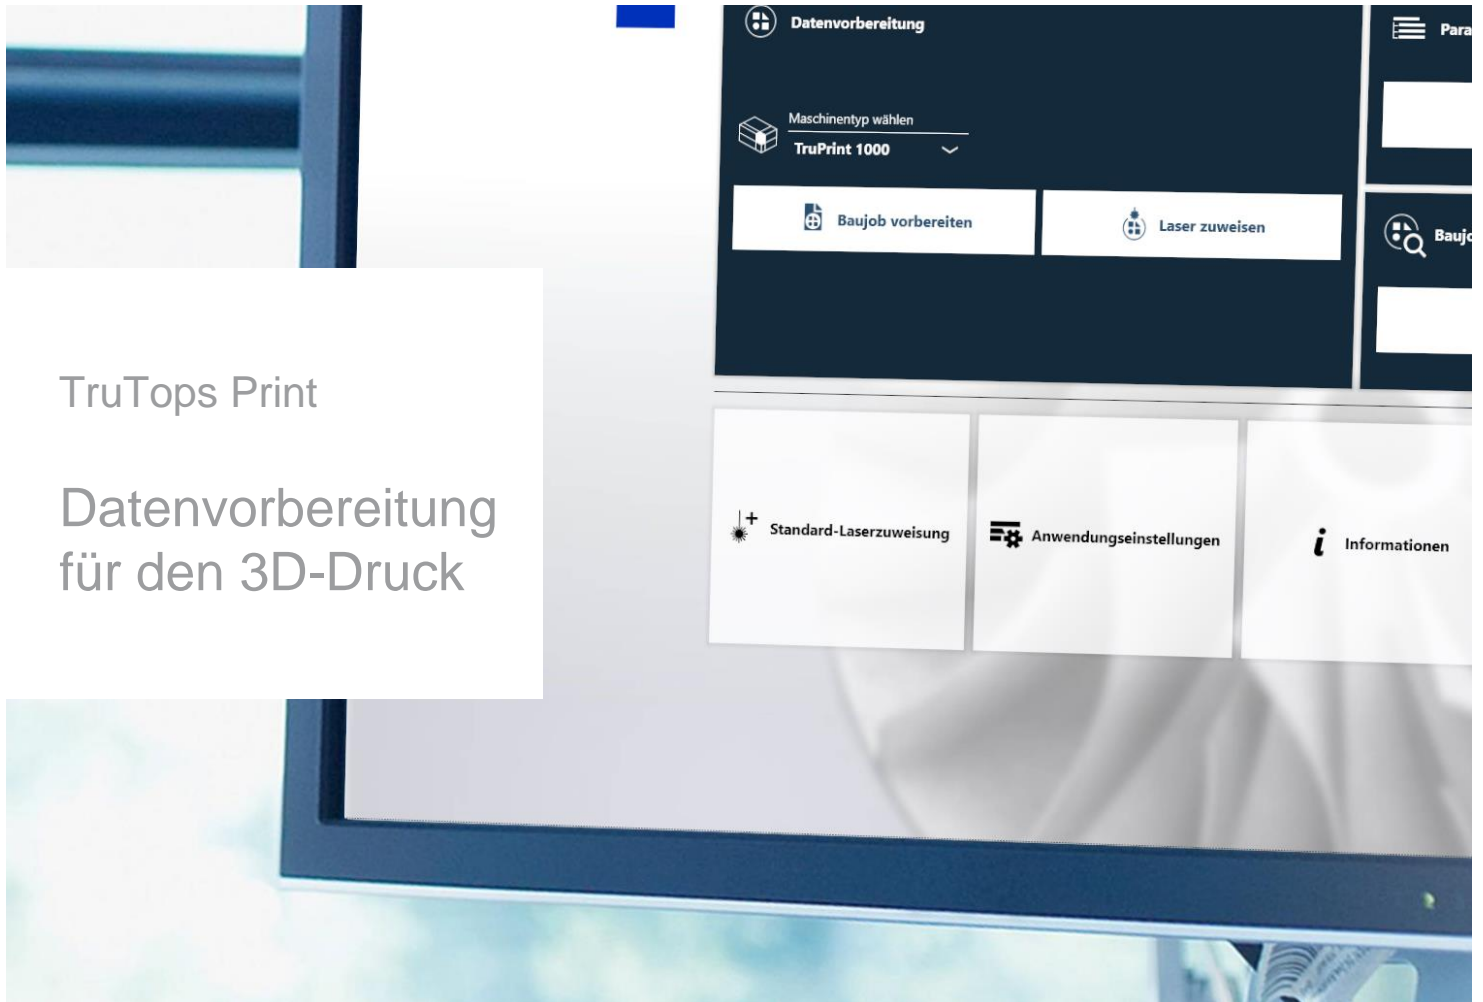 Datenvorbereitung
Maschinentyp wählen
TruPrint 1000
Baujob vorbereiten
Laser zuweisen
TruTops Print
Datenvorbereitung
für den 3D-Druck
Standard-Laserzuweisung
Anwendungseinstellungen
Informationen